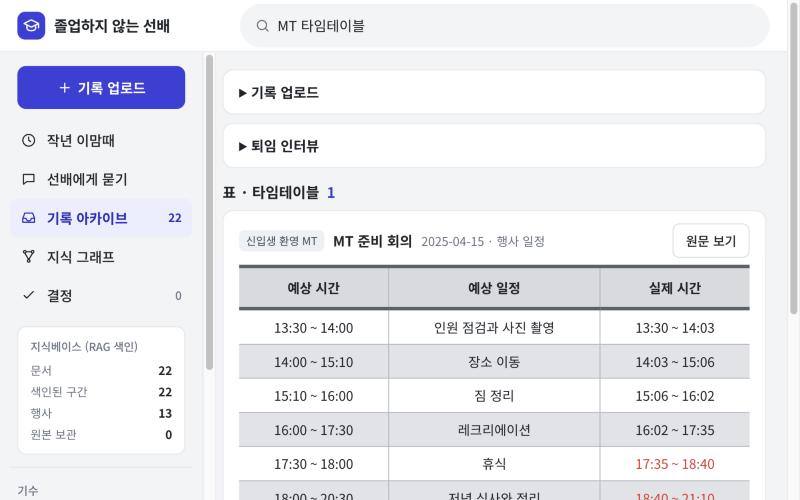 졸업하지 않는 선배
MT 타임테이블
+ 기록 업로드
작년 이맘때
선배에게 묻기
기록 아카이브 22
지식 그래프
결정 0
지식베이스 (RAG 색인)
문서 22
색인된 구간 22
행사 13
원본 보관 0
기수
▶ 기록 업로드
▶ 퇴임 인터뷰
표 · 타임테이블 1
신입생 환영 MT MT 준비 회의 2025-04-15 · 행사 일정 원문 보기
예상 시간 예상 일정 실제 시간
13:30 ~ 14:00 인원 점검과 사진 촬영 13:30 ~ 14:03
14:00 ~ 15:10 장소 이동 14:03 ~ 15:06
15:10 ~ 16:00 짐 정리 15:06 ~ 16:02
16:00 ~ 17:30 레크리에이션 16:02 ~ 17:35
17:30 ~ 18:00 휴식 17:35 ~ 18:40
18:00 ~ 20:30 저녁 식사와 정리 18:40 ~ 21:10